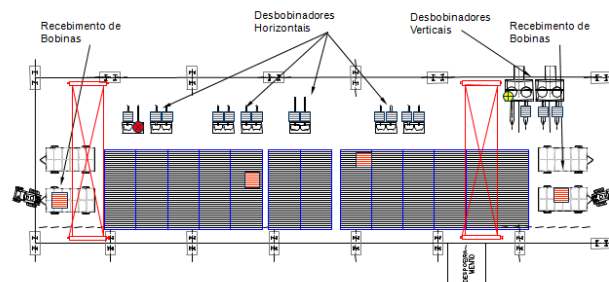 Recebimento de
Bobinas
Desbobinadores
Horizontais
Desbobinadores
Verticais
Recebimento de
Bobinas